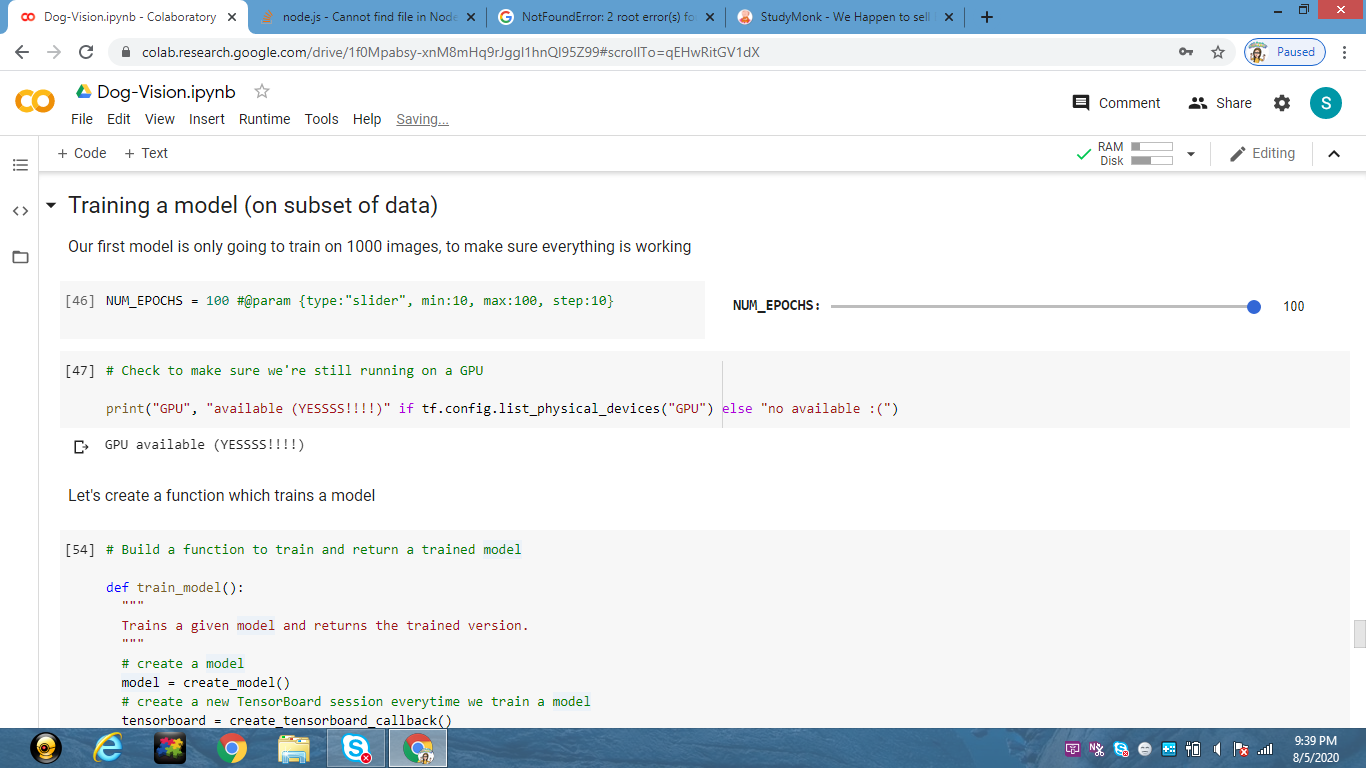 Dog-Vision.ipynb - Colaboratory
node.js - Cannot find file in Node
NotFoundError: 2 root error(s) fo
StudyMonk - We Happen to sell
colab.research.google.com/drive/1f0Mpabsy-xnM8mHq9rJggI1hnQI95Z99#scrollTo=qEHwRitGV1dX
Paused
CO
Dog-Vision.ipynb
File Edit View Insert Runtime Tools Help Saving...
Comment
Share
S
+ Code + Text
RAM
Disk
Editing
Training a model (on subset of data)
Our first model is only going to train on 1000 images, to make sure everything is working
[46] NUM_EPOCHS = 100 #@param {type:"slider", min:10, max:100, step:10}
NUM_EPOCHS: 100
[47] # Check to make sure we're still running on a GPU
print("GPU", "available (YESSSS!!!!)" if tf.config.list_physical_devices("GPU") else "no available :(")
GPU available (YESSSS!!!!)
Let's create a function which trains a model
[54] # Build a function to train and return a trained model
def train_model():
"""
Trains a given model and returns the trained version.
"""
# create a model
model = create_model()
# create a new TensorBoard session everytime we train a model
tensorboard = create_tensorboard_callback()
9:39 PM
8/5/2020